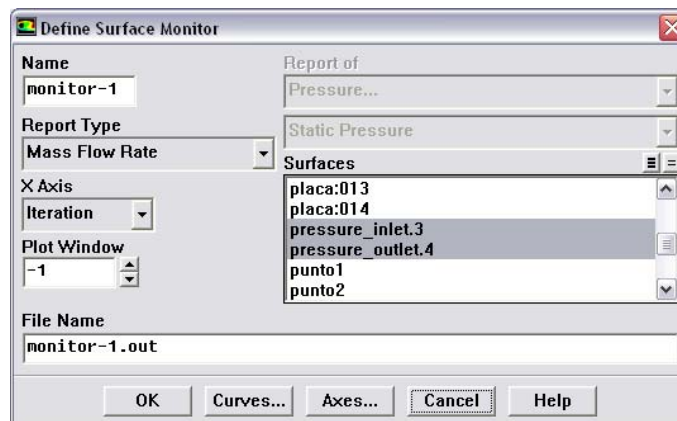 Define Surface Monitor
Name
monitor-1
Report of
Pressure...
Report Type
Mass Flow Rate
Static Pressure
Surfaces
X Axis
Iteration
Plot Window
-1
placa:013
placa:014
pressure_inlet.3
pressure_outlet.4
punto1
punto2
File Name
monitor-1.out
OK
Curves...
Axes...
Cancel
Help